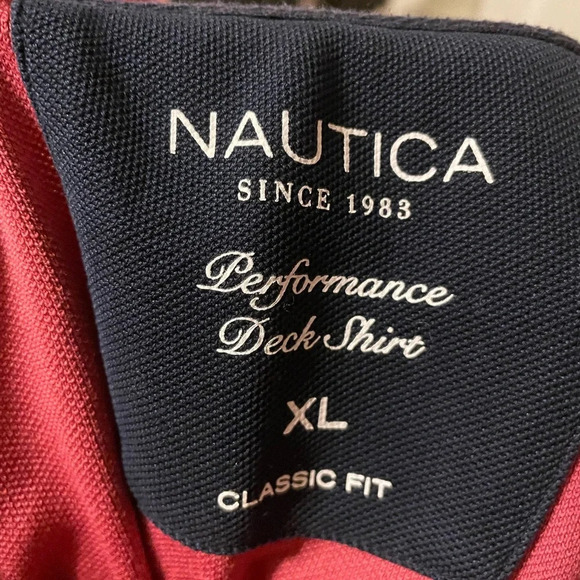 NAUTICA
SINCE 1983
Performance
Deck Shirt
XL
CLASSIC FIT